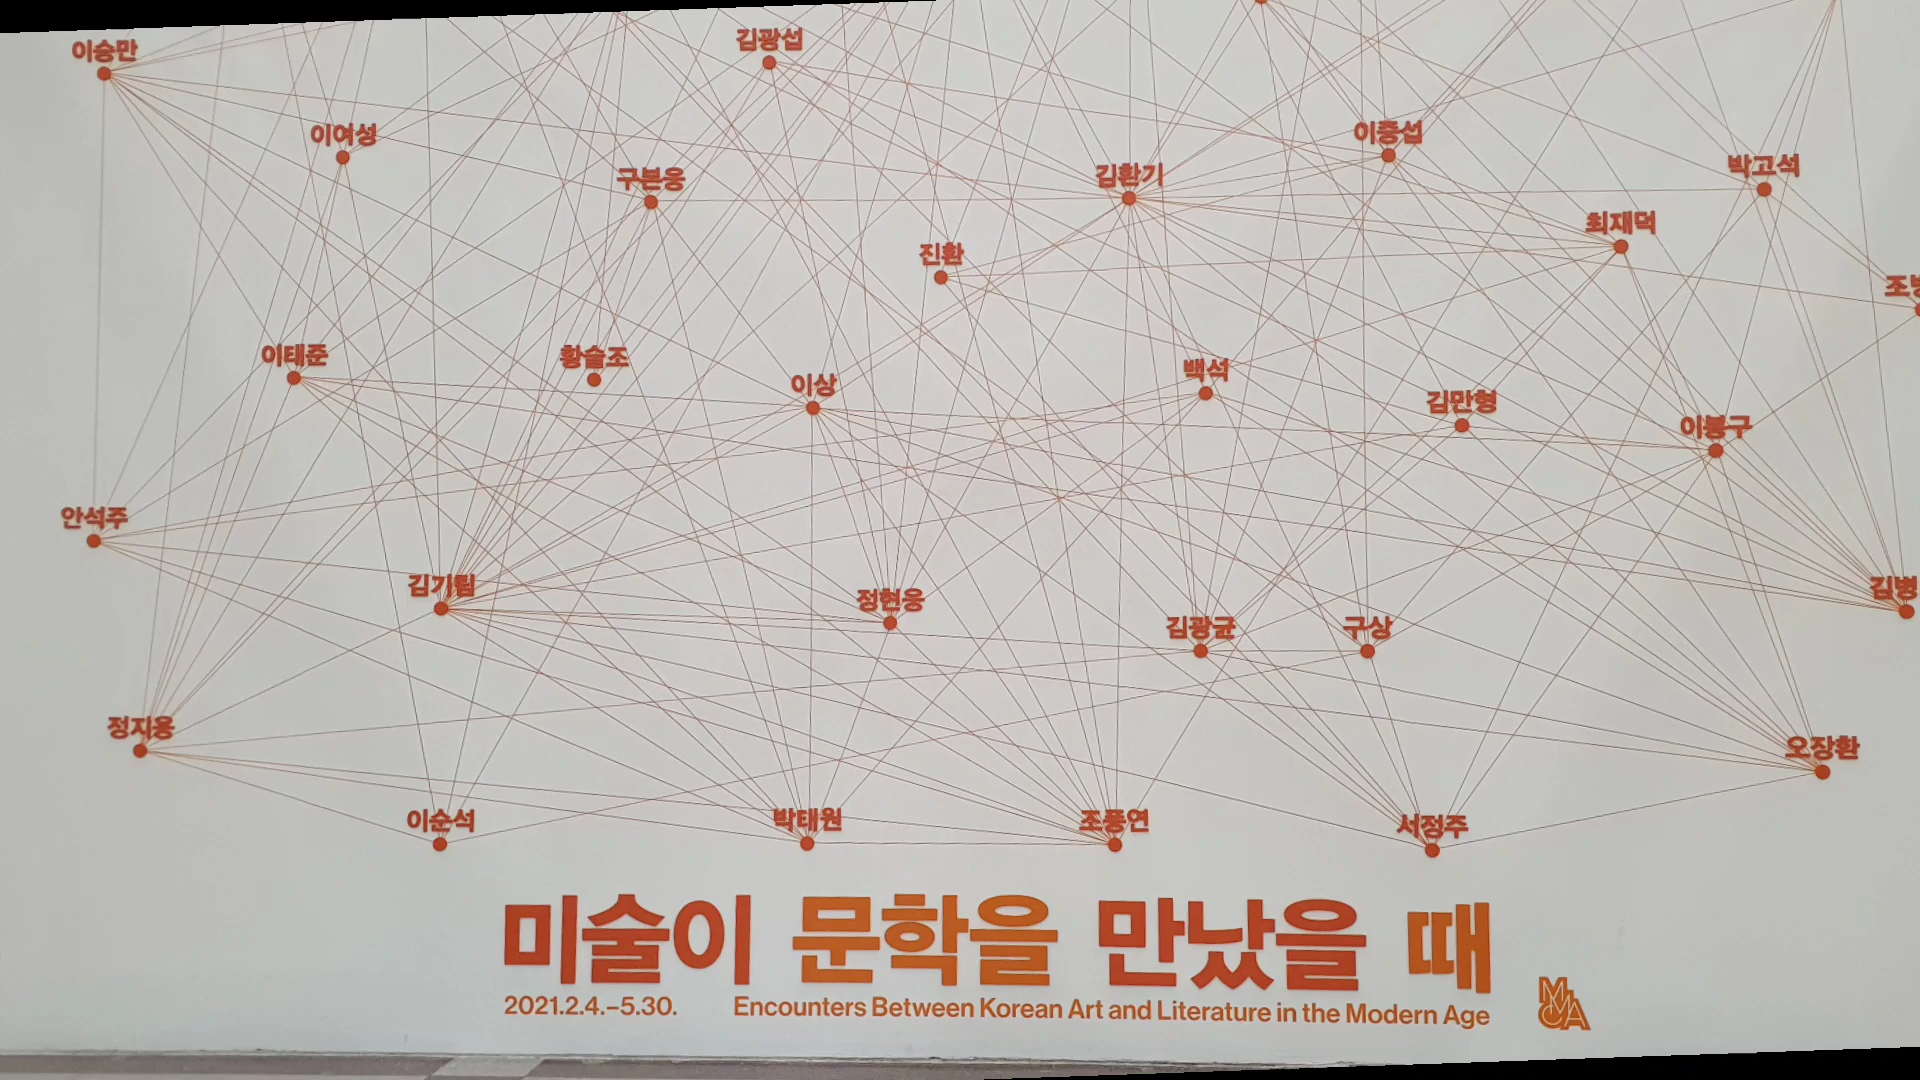 이승만
김광섭
이여성
이중섭
구본웅
김환기
박고석
최재덕
진환
이태준
황술조
이상
백석
김만형
이봉구
안석주
김기림
정현웅
김광균
구상
김병
정지용
오장환
이순석
박태원
조풍연
서정주
미술이 문학을 만났을 때
2021.2.4.–5.30. Encounters Between Korean Art and Literature in the Modern Age
MMCA